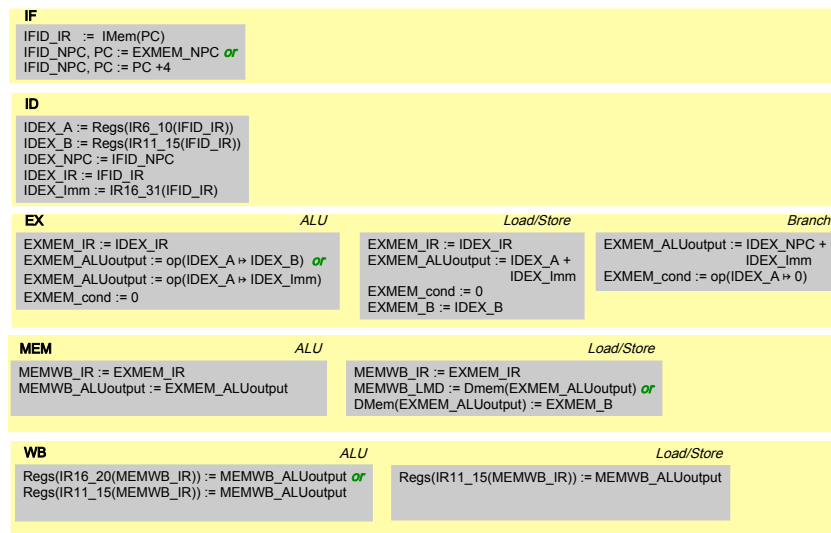 IF
IFID_IR := IMem(PC)
IFID_NPC, PC := EXMEM_NPC or
IFID_NPC, PC := PC +4
ID
IDEX_A := Regs(IR6_10(IFID_IR))
IDEX_B := Regs(IR11_15(IFID_IR))
IDEX_NPC := IFID_NPC
IDEX_IR := IFID_IR
IDEX_Imm := IR16_31(IFID_IR)
EX
ALU
EXMEM_IR := IDEX_IR
EXMEM_ALUoutput := op(IDEX_A ↦ IDEX_B) or
EXMEM_ALUoutput := op(IDEX_A ↦ IDEX_Imm)
EXMEM_cond := 0
Load/Store
EXMEM_IR := IDEX_IR
EXMEM_ALUoutput := IDEX_A +
IDEX_Imm
EXMEM_cond := 0
EXMEM_B := IDEX_B
Branch
EXMEM_ALUoutput := IDEX_NPC +
IDEX_Imm
EXMEM_cond := op(IDEX_A ↦ 0)
MEM
ALU
MEMWB_IR := EXMEM_IR
MEMWB_ALUoutput := EXMEM_ALUoutput
Load/Store
MEMWB_IR := EXMEM_IR
MEMWB_LMD := Dmem(EXMEM_ALUoutput) or
DMem(EXMEM_ALUoutput) := EXMEM_B
WB
ALU
Regs(IR16_20(MEMWB_IR)) := MEMWB_ALUoutput or
Regs(IR11_15(MEMWB_IR)) := MEMWB_ALUoutput
Load/Store
Regs(IR11_15(MEMWB_IR)) := MEMWB_ALUoutput